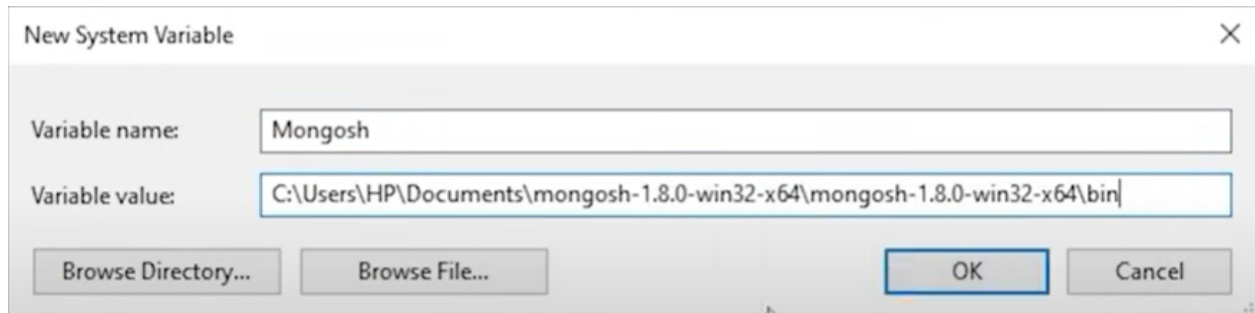 New System Variable
Variable name: Mongosh
Variable value: C:\Users\HP\Documents\mongosh-1.8.0-win32-x64\mongosh-1.8.0-win32-x64\bin
Browse Directory... Browse File... OK Cancel